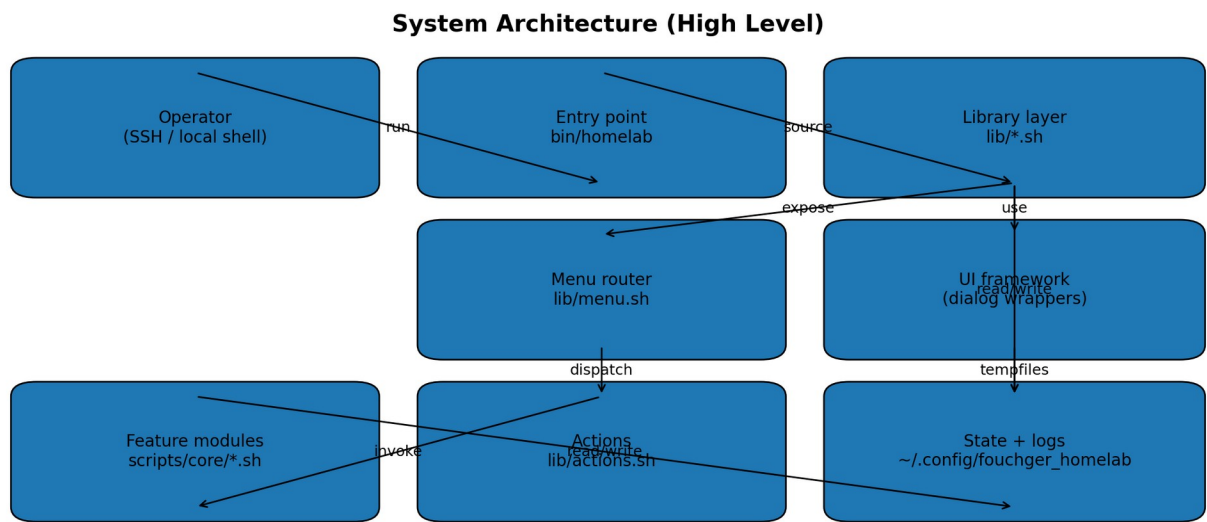 System Architecture (High Level)
Operator
(SSH / local shell)
run
Entry point
bin/homelab
source
Library layer
lib/*.sh
expose
use
Menu router
lib/menu.sh
UI framework
read/write
(dialog wrappers)
dispatch
tempfiles
Feature modules
scripts/core/*.sh
invoke
Actions
read/write
lib/actions.sh
State + logs
~/.config/fouchger_homelab